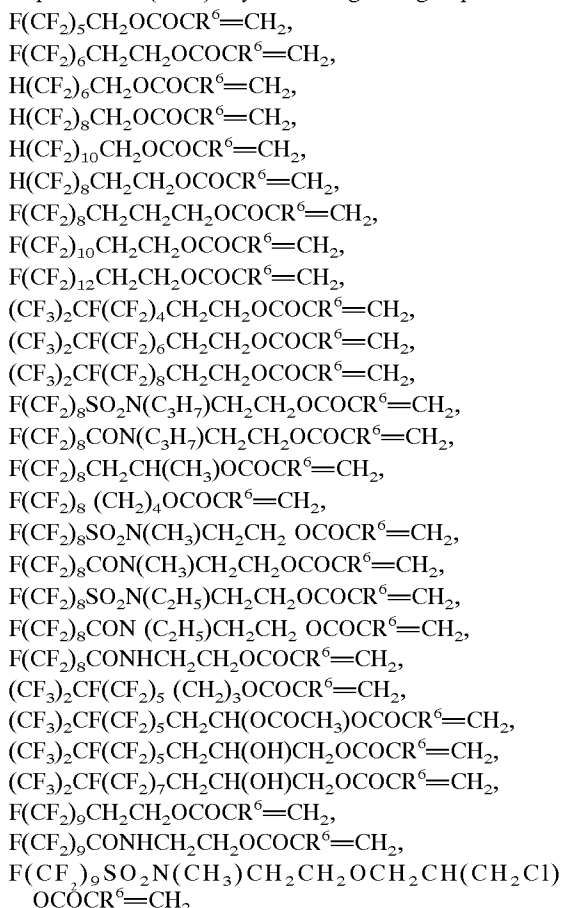 F(CF₂)₅CH₂OCOCR⁶═CH₂,
F(CF₂)₆CH₂CH₂OCOCR⁶═CH₂,
H(CF₂)₆CH₂OCOCR⁶═CH₂,
H(CF₂)₈CH₂OCOCR⁶═CH₂,
H(CF₂)₁₀CH₂OCOCR⁶═CH₂,
H(CF₂)₈CH₂CH₂OCOCR⁶═CH₂,
F(CF₂)₈CH₂CH₂CH₂OCOCR⁶═CH₂,
F(CF₂)₁₀CH₂CH₂OCOCR⁶═CH₂,
F(CF₂)₁₂CH₂CH₂OCOCR⁶═CH₂,
(CF₃)₂CF(CF₂)₄CH₂CH₂OCOCR⁶═CH₂,
(CF₃)₂CF(CF₂)₆CH₂CH₂OCOCR⁶═CH₂,
(CF₃)₂CF(CF₂)₈CH₂CH₂OCOCR⁶═CH₂,
F(CF₂)₈SO₂N(C₃H₇)CH₂CH₂OCOCR⁶═CH₂,
F(CF₂)₈CON(C₃H₇)CH₂CH₂OCOCR⁶═CH₂,
F(CF₂)₈CH₂CH(CH₃)OCOCR⁶═CH₂,
F(CF₂)₈ (CH₂)₄OCOCR⁶═CH₂,
F(CF₂)₈SO₂N(CH₃)CH₂CH₂ OCOCR⁶═CH₂,
F(CF₂)₈CON(CH₃)CH₂CH₂OCOCR⁶═CH₂,
F(CF₂)₈SO₂N(C₂H₅)CH₂CH₂OCOCR⁶═CH₂,
F(CF₂)₈CON (C₂H₅)CH₂CH₂ OCOCR⁶═CH₂,
F(CF₂)₈CONHCH₂CH₂OCOCR⁶═CH₂,
(CF₃)₂CF(CF₂)₅ (CH₂)₃OCOCR⁶═CH₂,
(CF₃)₂CF(CF₂)₅CH₂CH(OCOCH₃)OCOCR⁶═CH₂,
(CF₃)₂CF(CF₂)₅CH₂CH(OH)CH₂OCOCR⁶═CH₂,
(CF₃)₂CF(CF₂)₇CH₂CH(OH)CH₂OCOCR⁶═CH₂,
F(CF₂)₉CH₂CH₂OCOCR⁶═CH₂,
F(CF₂)₉CONHCH₂CH₂OCOCR⁶═CH₂,
F(CF₂)₉SO₂N(CH₃)CH₂CH₂OCH₂CH(CH₂Cl)
OCOCR⁶═CH₂